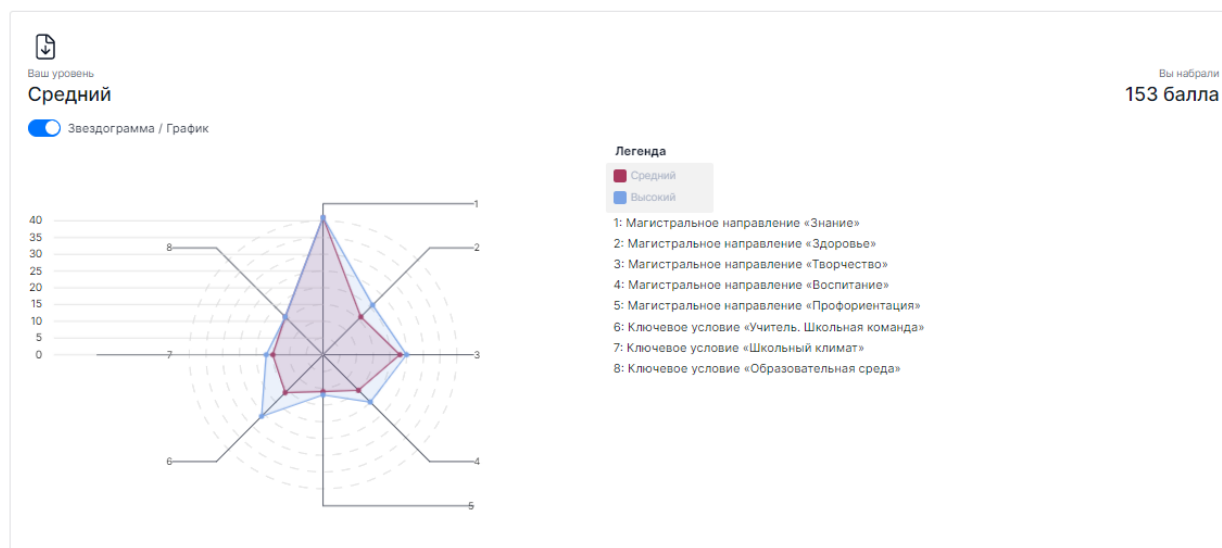 Ваш уровень
Средний
Вы набрали
153 балла
Звездограмма / График
Легенда
Средний
Высокий
1: Магистральное направление «Знание»
2: Магистральное направление «Здоровье»
3: Магистральное направление «Творчество»
4: Магистральное направление «Воспитание»
5: Магистральное направление «Профориентация»
6: Ключевое условие «Учитель. Школьная команда»
7: Ключевое условие «Школьный климат»
8: Ключевое условие «Образовательная среда»
40
35
30
25
20
15
10
5
0
1
2
3
4
5
6
7
8